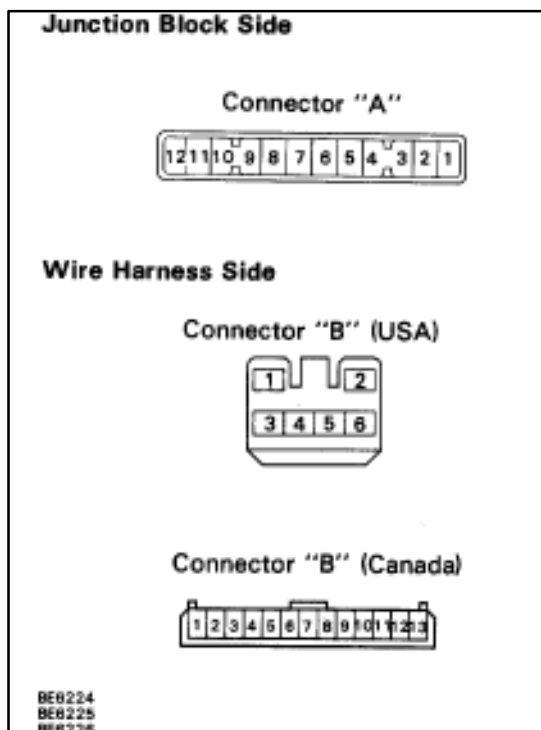 Junction Block Side
Connector "A"
12 11 10 9 8 7 6 5 4 3 2 1
Wire Harness Side
Connector "B" (USA)
1 2
3 4 5 6
Connector "B" (Canada)
1 2 3 4 5 6 7 8 9 10 11 12 13
BE6224
BE6225
BE6226